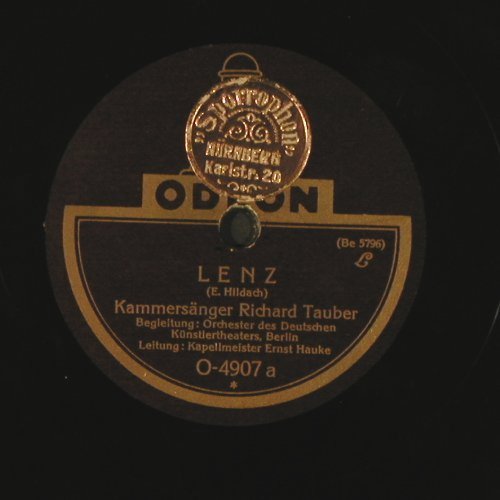 "Sporrophon"
NÜRNBERG
Karlstr. 20
ODEON
(Be 5796)
L
LENZ
(E. Hildach)
Kammersänger Richard Tauber
Begleitung: Orchester des Deutschen
Künstlertheaters, Berlin
Leitung: Kapellmeister Ernst Hauke
O-4907 a
*